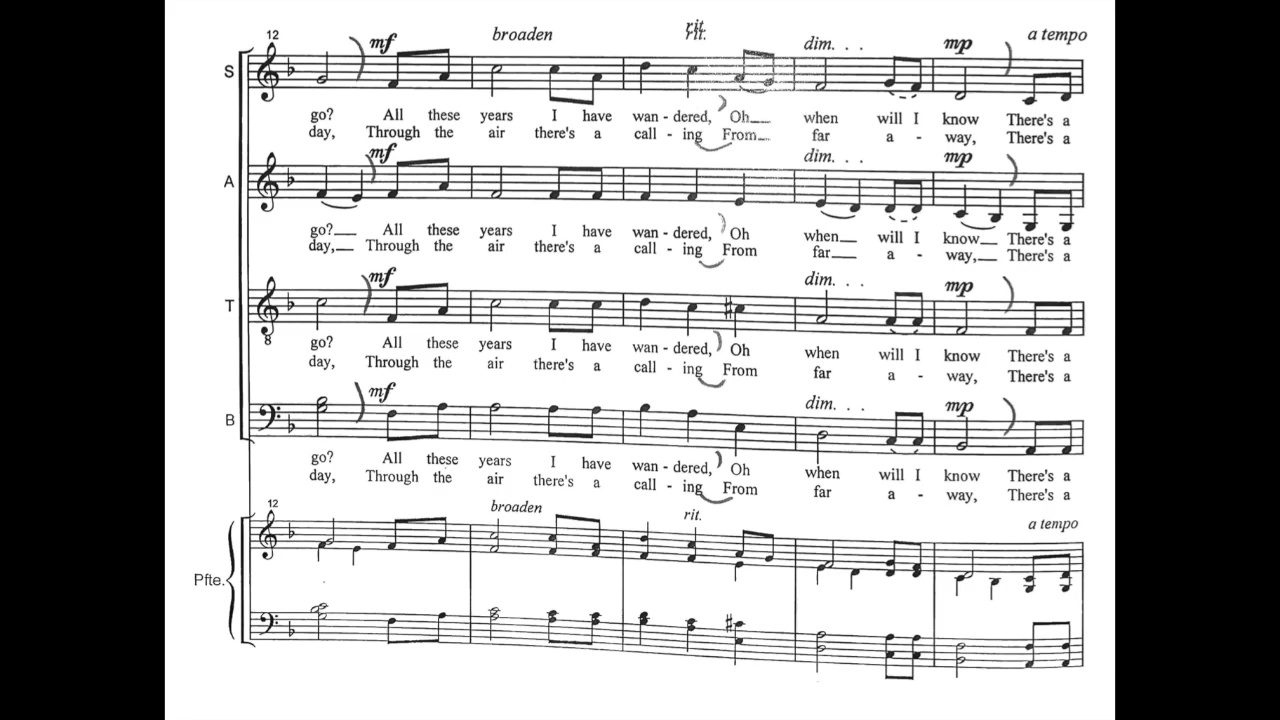 12 mf broaden rit. rit. dim. . . mp a tempo
S
go? All these years I have wan - dered, Oh when will I know There's a
day, Through the air there's a call - ing From far a - way, There's a
mf dim. . . mp
A
go? All these years I have wan - dered, Oh when will I know There's a
day, Through the air there's a call - ing From far a - way, There's a
mf dim. . . mp
T
8
go? All these years I have wan - dered, Oh when will I know There's a
day, Through the air there's a call - ing From far a - way, There's a
mf dim. . . mp
B
go? All these years I have wan - dered, Oh when will I know There's a
day, Through the air there's a call - ing From far a - way, There's a
12 broaden rit. a tempo
Pfte.